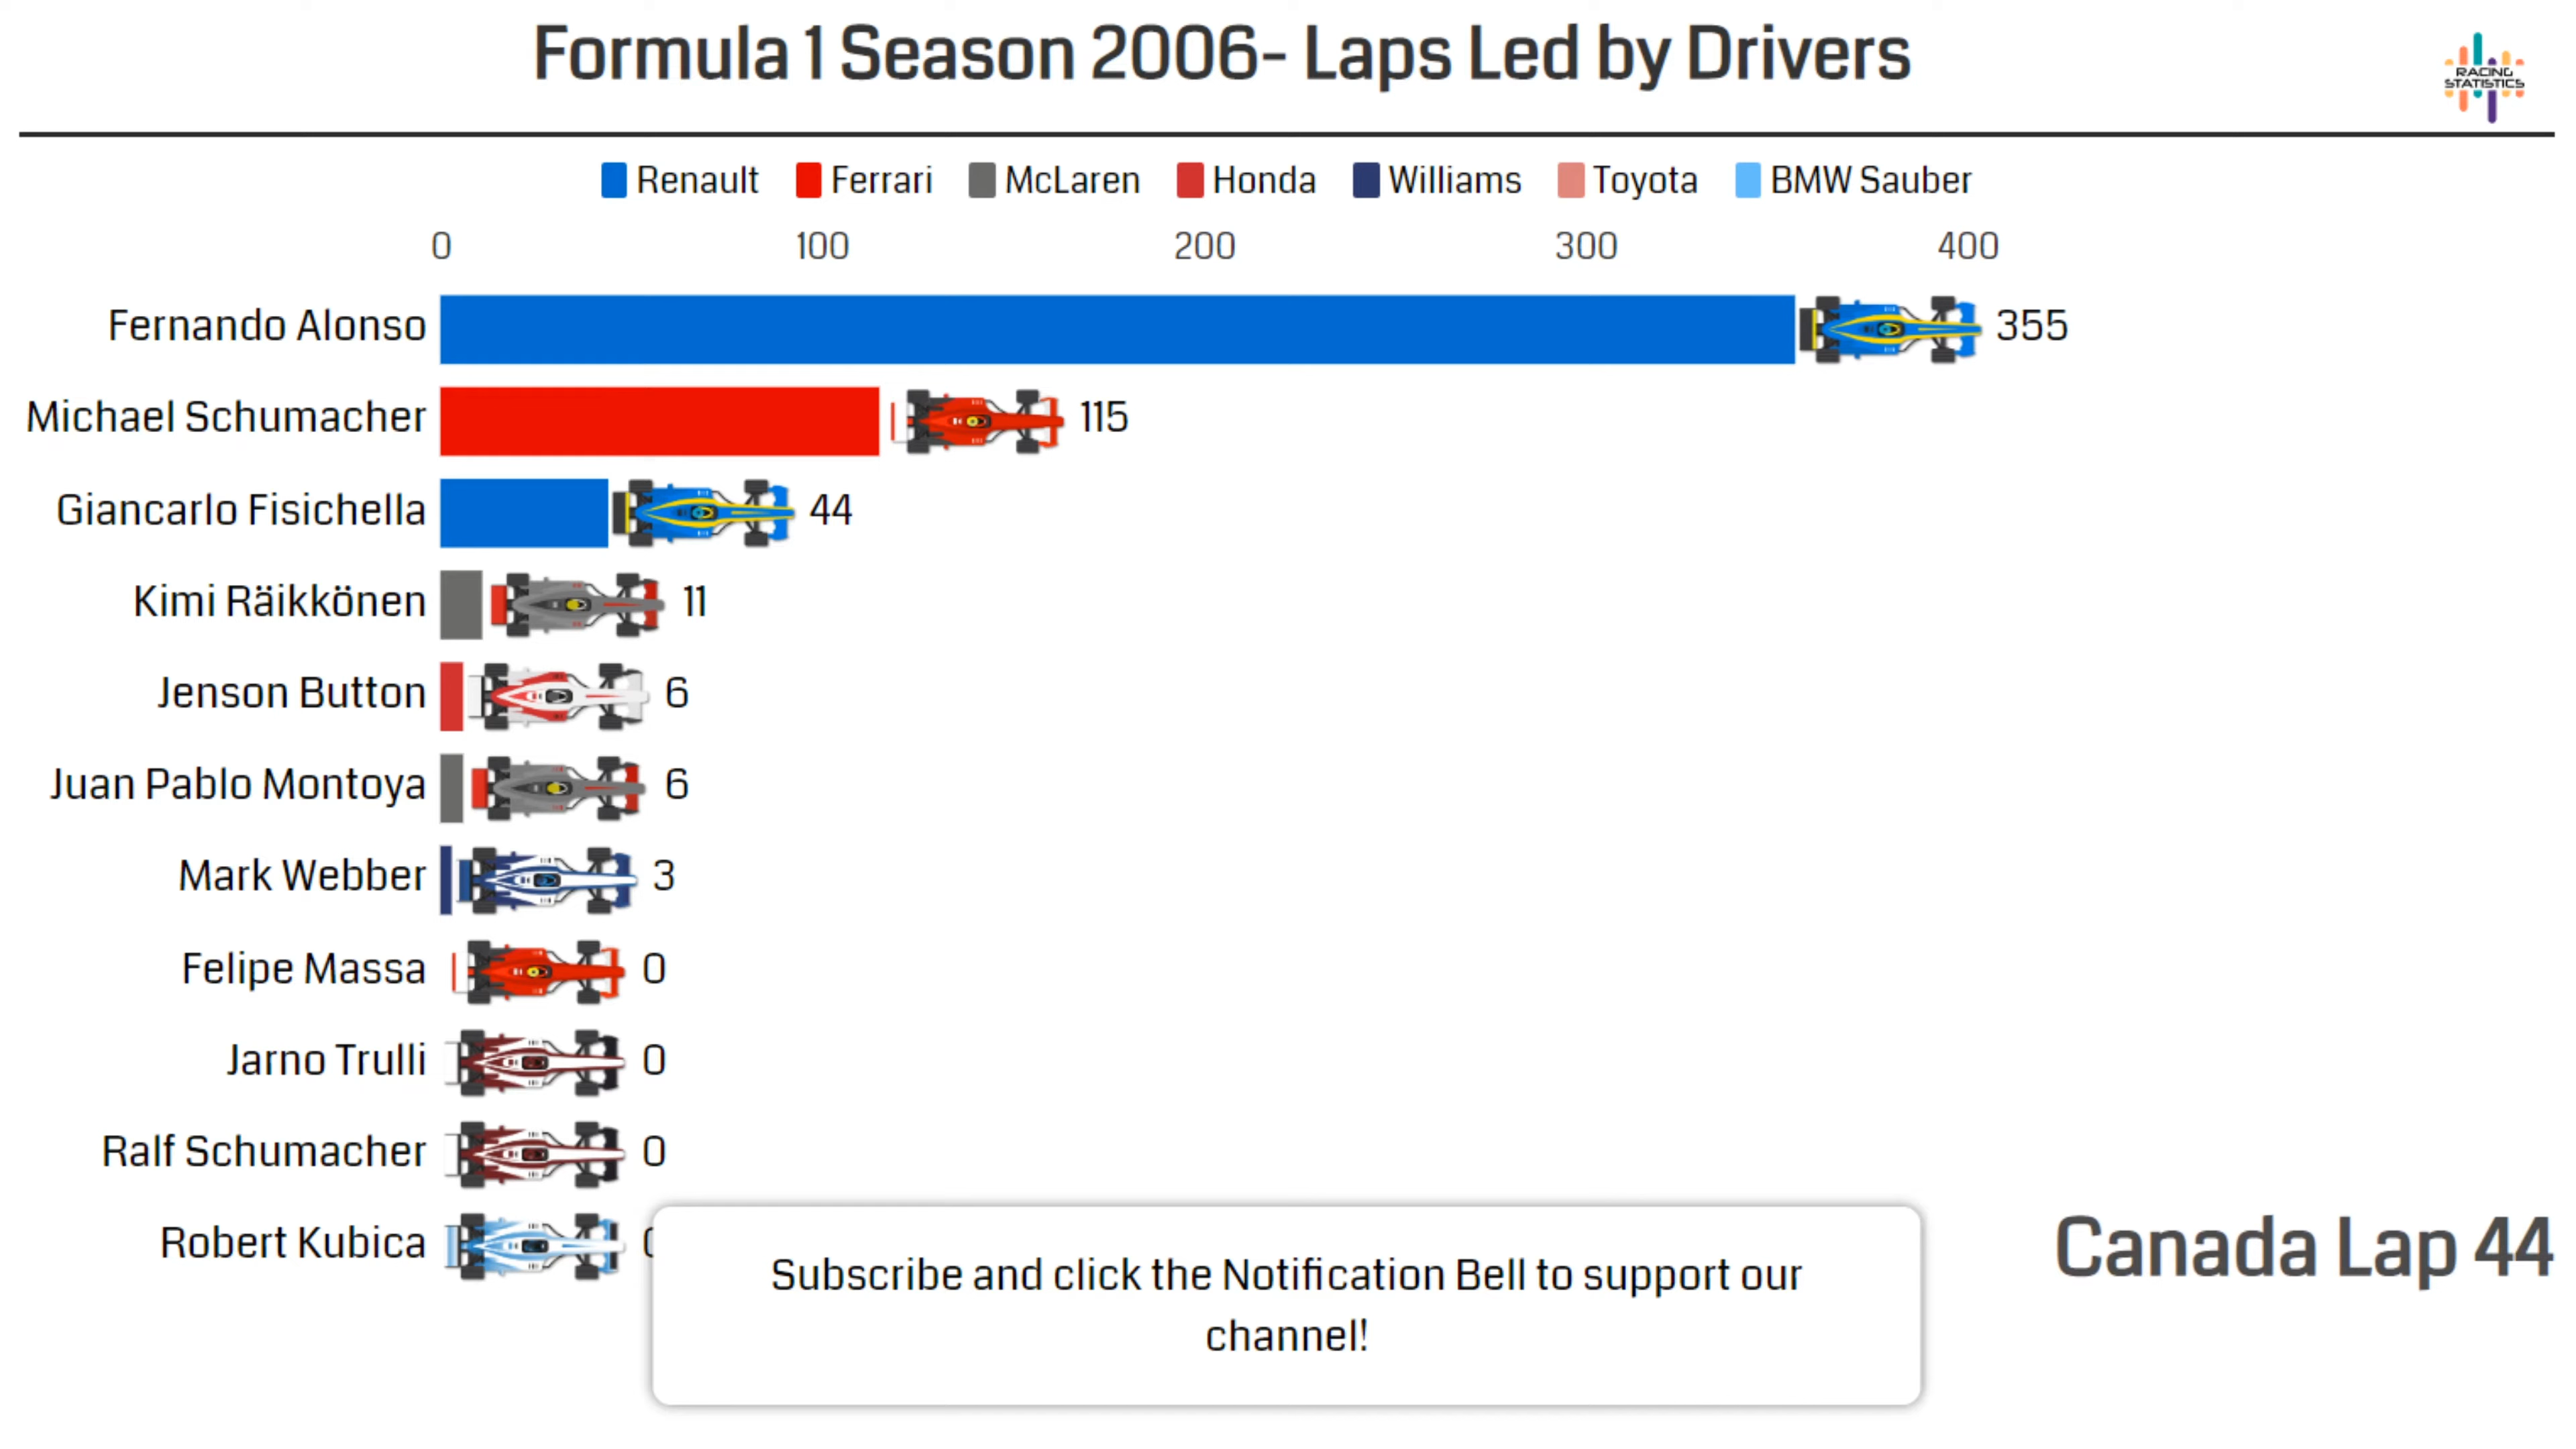 Formula 1 Season 2006- Laps Led by Drivers
RACING
STATISTICS
Renault Ferrari McLaren Honda Williams Toyota BMW Sauber
0 100 200 300 400
Fernando Alonso 355
Michael Schumacher 115
Giancarlo Fisichella 44
Kimi Räikkönen 11
Jenson Button 6
Juan Pablo Montoya 6
Mark Webber 3
Felipe Massa 0
Jarno Trulli 0
Ralf Schumacher 0
Robert Kubica
Canada Lap 44
Subscribe and click the Notification Bell to support our
channel!